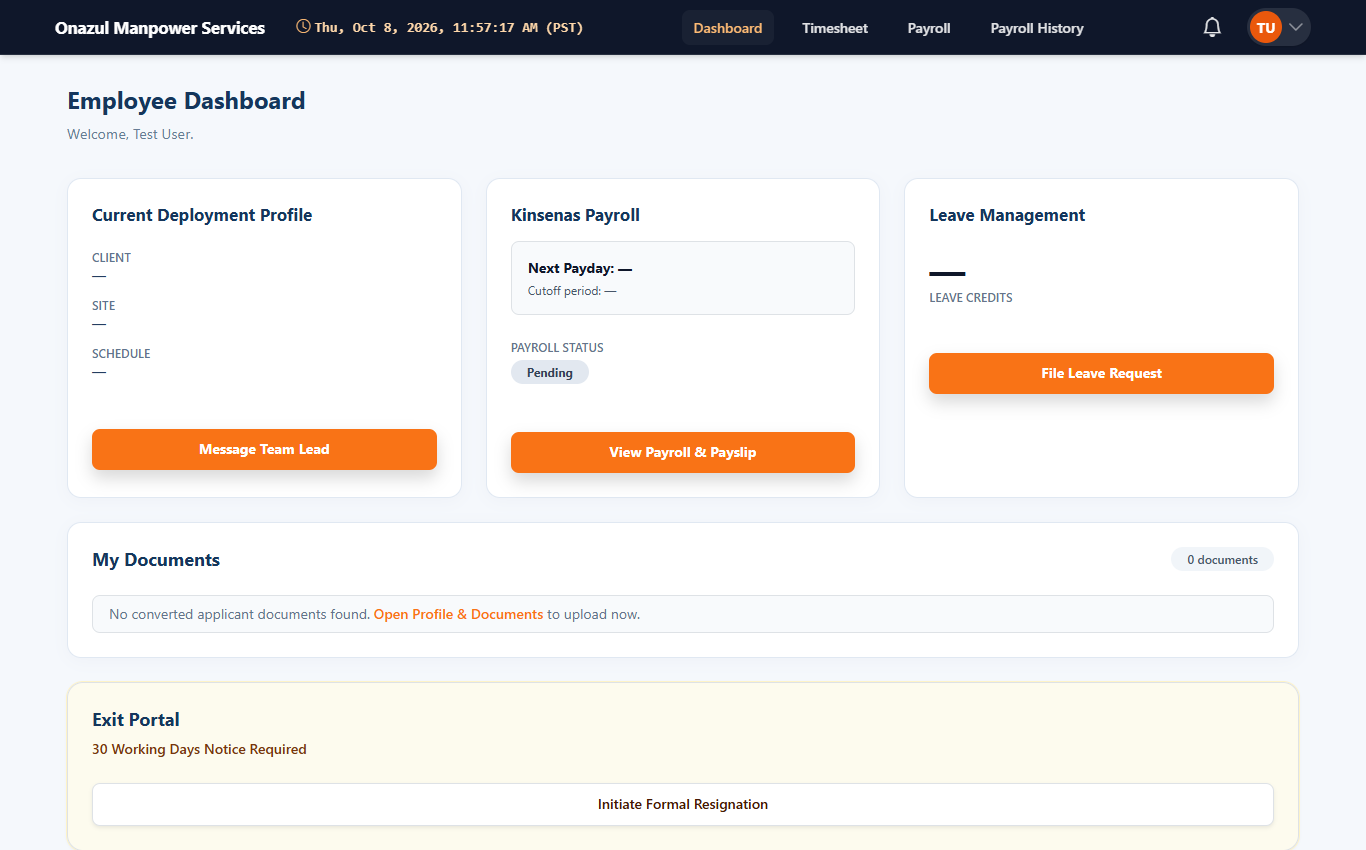 Onazul Manpower Services
Thu, Oct 8, 2026, 11:57:17 AM (PST)
Dashboard
Timesheet
Payroll
Payroll History
TU
Employee Dashboard
Welcome, Test User.
Current Deployment Profile
CLIENT
—
SITE
—
SCHEDULE
—
Message Team Lead
Kinsenas Payroll
Next Payday: —
Cutoff period: —
PAYROLL STATUS
Pending
View Payroll & Payslip
Leave Management
—
LEAVE CREDITS
File Leave Request
My Documents
0 documents
No converted applicant documents found. Open Profile & Documents to upload now.
Exit Portal
30 Working Days Notice Required
Initiate Formal Resignation